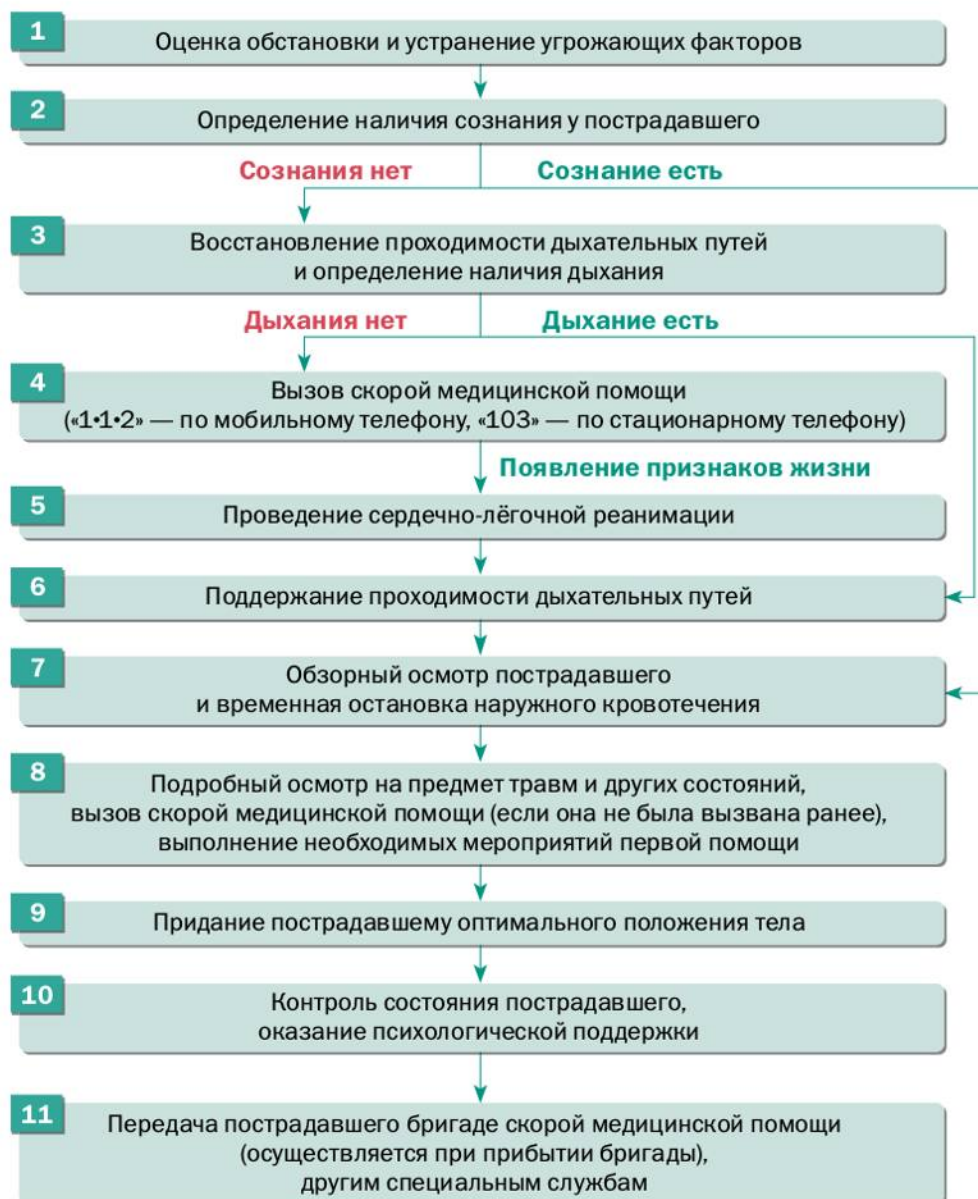 1
Оценка обстановки и устранение угрожающих факторов
2
Определение наличия сознания у пострадавшего
Сознания нет Сознание есть
3
Восстановление проходимости дыхательных путей
и определение наличия дыхания
Дыхания нет Дыхание есть
4
Вызов скорой медицинской помощи
(«1•1•2» — по мобильному телефону, «103» — по стационарному телефону)
Появление признаков жизни
5
Проведение сердечно-лёгочной реанимации
6
Поддержание проходимости дыхательных путей
7
Обзорный осмотр пострадавшего
и временная остановка наружного кровотечения
8
Подробный осмотр на предмет травм и других состояний,
вызов скорой медицинской помощи (если она не была вызвана ранее),
выполнение необходимых мероприятий первой помощи
9
Придание пострадавшему оптимального положения тела
10
Контроль состояния пострадавшего,
оказание психологической поддержки
11
Передача пострадавшего бригаде скорой медицинской помощи
(осуществляется при прибытии бригады),
другим специальным службам